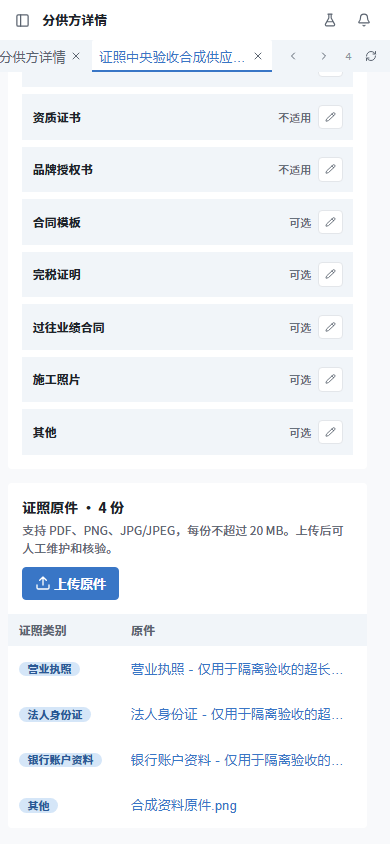 分供方详情
分供方详情
证照中央验收合成供应...
4
资质证书
不适用
品牌授权书
不适用
合同模板
可选
完税证明
可选
过往业绩合同
可选
施工照片
可选
其他
可选
证照原件 · 4 份
支持 PDF、PNG、JPG/JPEG，每份不超过 20 MB。上传后可
人工维护和核验。
上传原件
证照类别
原件
营业执照
营业执照 - 仅用于隔离验收的超长...
法人身份证
法人身份证 - 仅用于隔离验收的超...
银行账户资料
银行账户资料 - 仅用于隔离验收的...
其他
合成资料原件.png